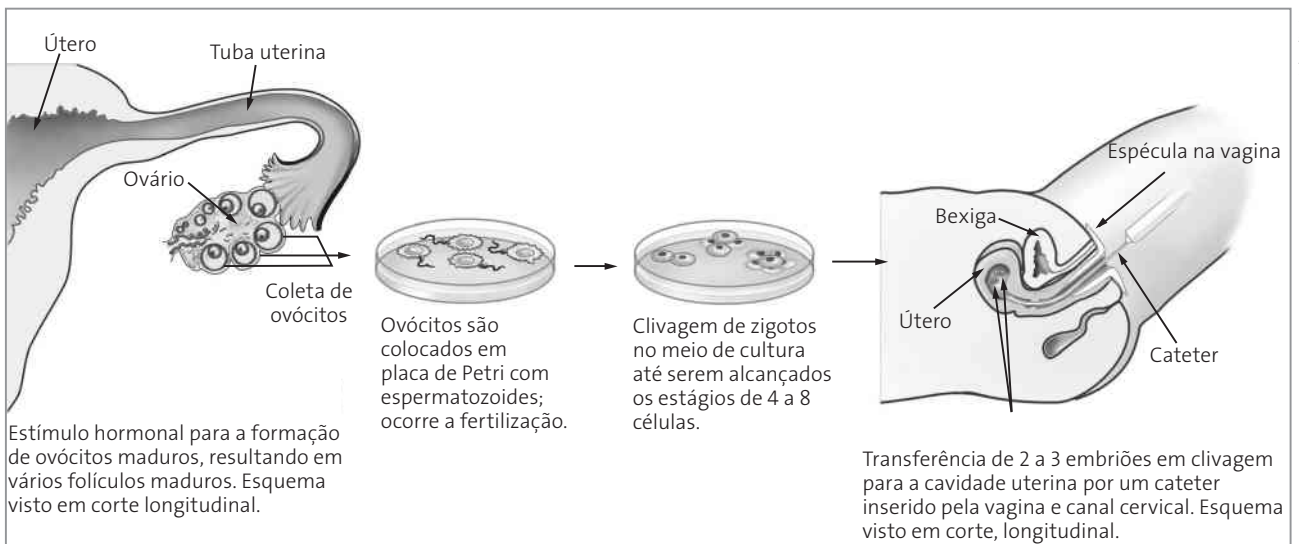 Útero
Tuba uterina
Ovário
Coleta de
ovócitos
Estímulo hormonal para a formação
de ovócitos maduros, resultando em
vários folículos maduros. Esquema
visto em corte longitudinal.
Ovócitos são
colocados em
placa de Petri com
espermatozoides;
ocorre a fertilização.
Clivagem de zigotos
no meio de cultura
até serem alcançados
os estágios de 4 a 8
células.
Espécula na vagina
Bexiga
Útero
Cateter
Transferência de 2 a 3 embriões em clivagem
para a cavidade uterina por um cateter
inserido pela vagina e canal cervical. Esquema
visto em corte, longitudinal.